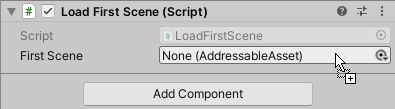 Load First Scene (Script)
Script LoadFirstScene
First Scene None (AddressableAsset)
Add Component